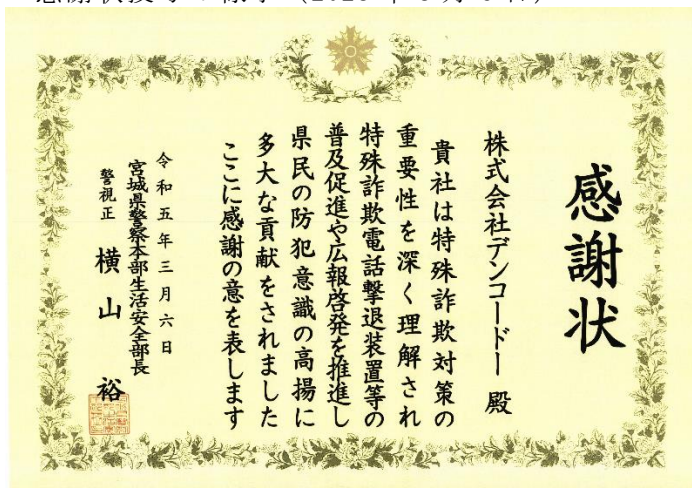 感謝状
株式会社デンコードー 殿
貴社は特殊詐欺対策の
重要性を深く理解され
特殊詐欺電話撃退装置等の
普及促進や広報啓発を推進し
県民の防犯意識の高揚に
多大な貢献をされました
ここに感謝の意を表します
令和五年三月六日
宮城県警察本部生活安全部長
警視正 横山 裕